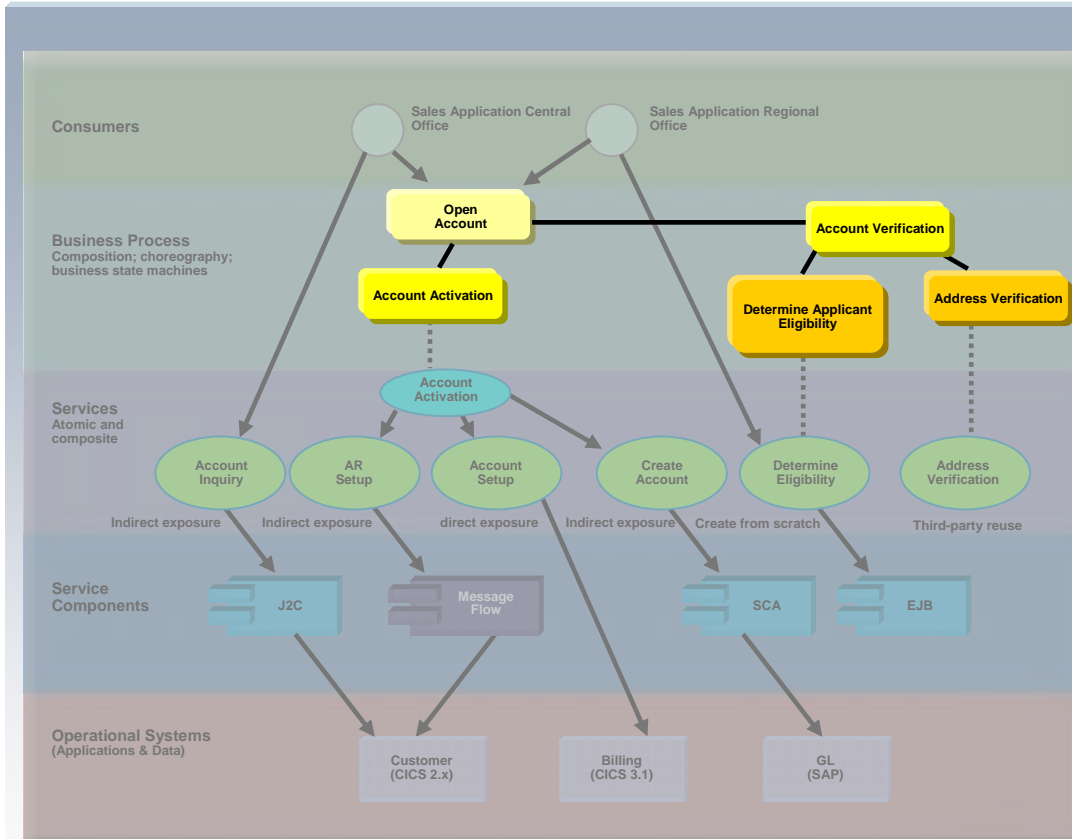 Consumers
Sales Application Central
Office
Sales Application Regional
Office
Business Process
Composition; choreography;
business state machines
Open
Account
Account Verification
Account Activation
Determine Applicant
Eligibility
Address Verification
Services
Atomic and
composite
Account
Activation
Account
Inquiry
AR
Setup
Account
Setup
Create
Account
Determine
Eligibility
Address
Verification
Indirect exposure
Indirect exposure
direct exposure
Indirect exposure
Create from scratch
Third-party reuse
Service
Components
J2C
Message
Flow
SCA
EJB
Operational Systems
(Applications & Data)
Customer
(CICS 2.x)
Billing
(CICS 3.1)
GL
(SAP)